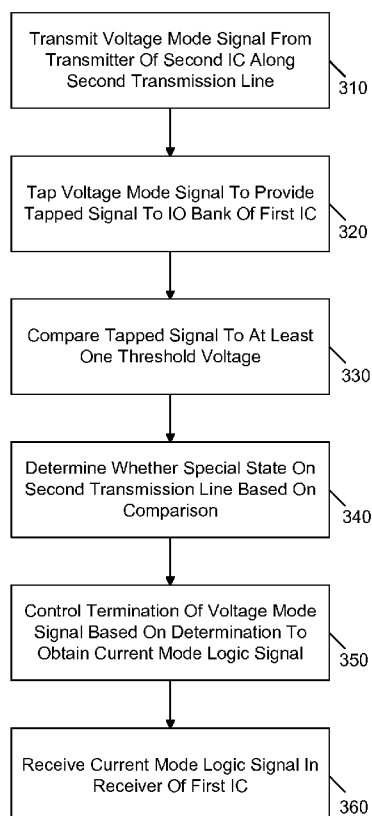 Transmit Voltage Mode Signal From
Transmitter Of Second IC Along
Second Transmission Line
310
Tap Voltage Mode Signal To Provide
Tapped Signal To IO Bank Of First IC
320
Compare Tapped Signal To At Least
One Threshold Voltage
330
Determine Whether Special State On
Second Transmission Line Based On
Comparison
340
Control Termination Of Voltage Mode
Signal Based On Determination To
Obtain Current Mode Logic Signal
350
Receive Current Mode Logic Signal In
Receiver Of First IC
360